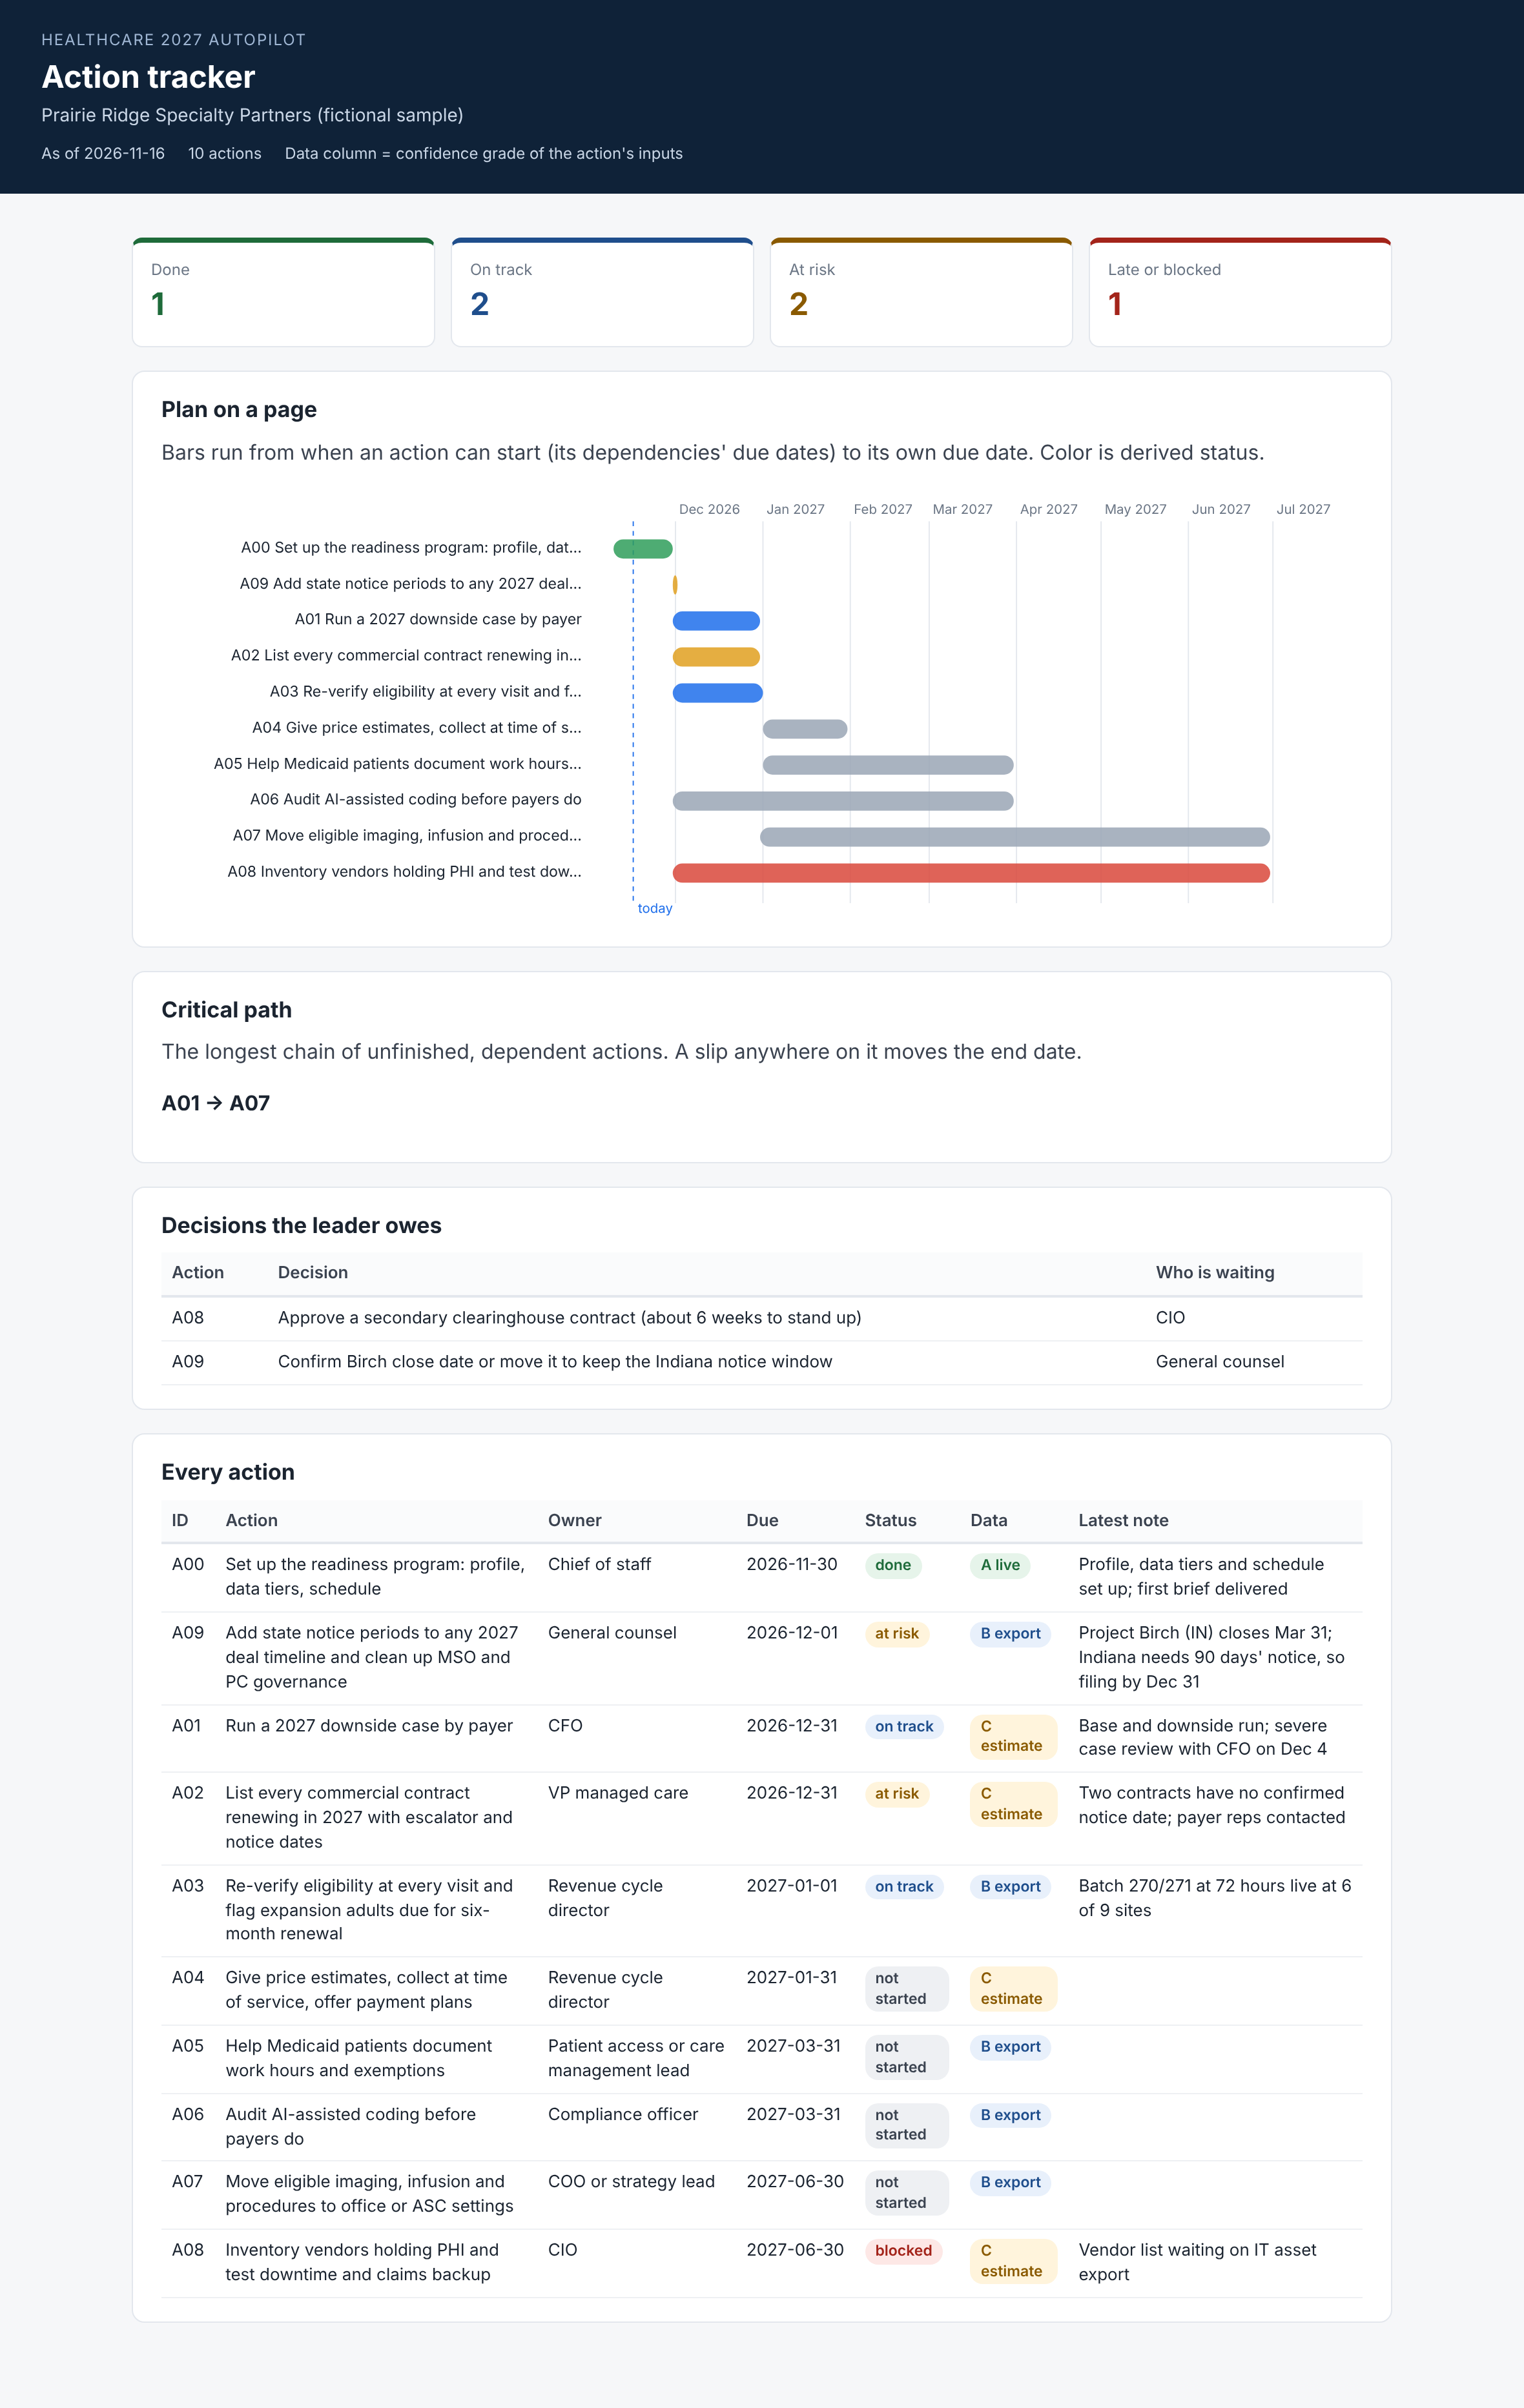 HEALTHCARE 2027 AUTOPILOT
Action tracker
Prairie Ridge Specialty Partners (fictional sample)
As of 2026-11-16 10 actions Data column = confidence grade of the action's inputs
Done
1
On track
2
At risk
2
Late or blocked
1
Plan on a page
Bars run from when an action can start (its dependencies' due dates) to its own due date. Color is derived status.
Dec 2026 Jan 2027 Feb 2027 Mar 2027 Apr 2027 May 2027 Jun 2027 Jul 2027
A00 Set up the readiness program: profile, dat...
A09 Add state notice periods to any 2027 deal...
A01 Run a 2027 downside case by payer
A02 List every commercial contract renewing in...
A03 Re-verify eligibility at every visit and f...
A04 Give price estimates, collect at time of s...
A05 Help Medicaid patients document work hours...
A06 Audit AI-assisted coding before payers do
A07 Move eligible imaging, infusion and proced...
A08 Inventory vendors holding PHI and test dow...
today
Critical path
The longest chain of unfinished, dependent actions. A slip anywhere on it moves the end date.
A01 → A07
Decisions the leader owes
Action Decision Who is waiting
A08 Approve a secondary clearinghouse contract (about 6 weeks to stand up) CIO
A09 Confirm Birch close date or move it to keep the Indiana notice window General counsel
Every action
ID Action Owner Due Status Data Latest note
A00 Set up the readiness program: profile, Chief of staff 2026-11-30 done A live Profile, data tiers and schedule
data tiers, schedule set up; first brief delivered
A09 Add state notice periods to any 2027 General counsel 2026-12-01 at risk B export Project Birch (IN) closes Mar 31;
deal timeline and clean up MSO and Indiana needs 90 days' notice, so
PC governance filing by Dec 31
A01 Run a 2027 downside case by payer CFO 2026-12-31 on track C Base and downside run; severe
estimate case review with CFO on Dec 4
A02 List every commercial contract VP managed care 2026-12-31 at risk C Two contracts have no confirmed
renewing in 2027 with escalator and estimate notice date; payer reps contacted
notice dates
A03 Re-verify eligibility at every visit and Revenue cycle 2027-01-01 on track B export Batch 270/271 at 72 hours live at 6
flag expansion adults due for six- director of 9 sites
month renewal
A04 Give price estimates, collect at time Revenue cycle 2027-01-31 not C
of service, offer payment plans director started estimate
A05 Help Medicaid patients document Patient access or care 2027-03-31 not B export
work hours and exemptions management lead started
A06 Audit AI-assisted coding before Compliance officer 2027-03-31 not B export
payers do started
A07 Move eligible imaging, infusion and COO or strategy lead 2027-06-30 not B export
procedures to office or ASC settings started
A08 Inventory vendors holding PHI and CIO 2027-06-30 blocked C Vendor list waiting on IT asset
test downtime and claims backup estimate export